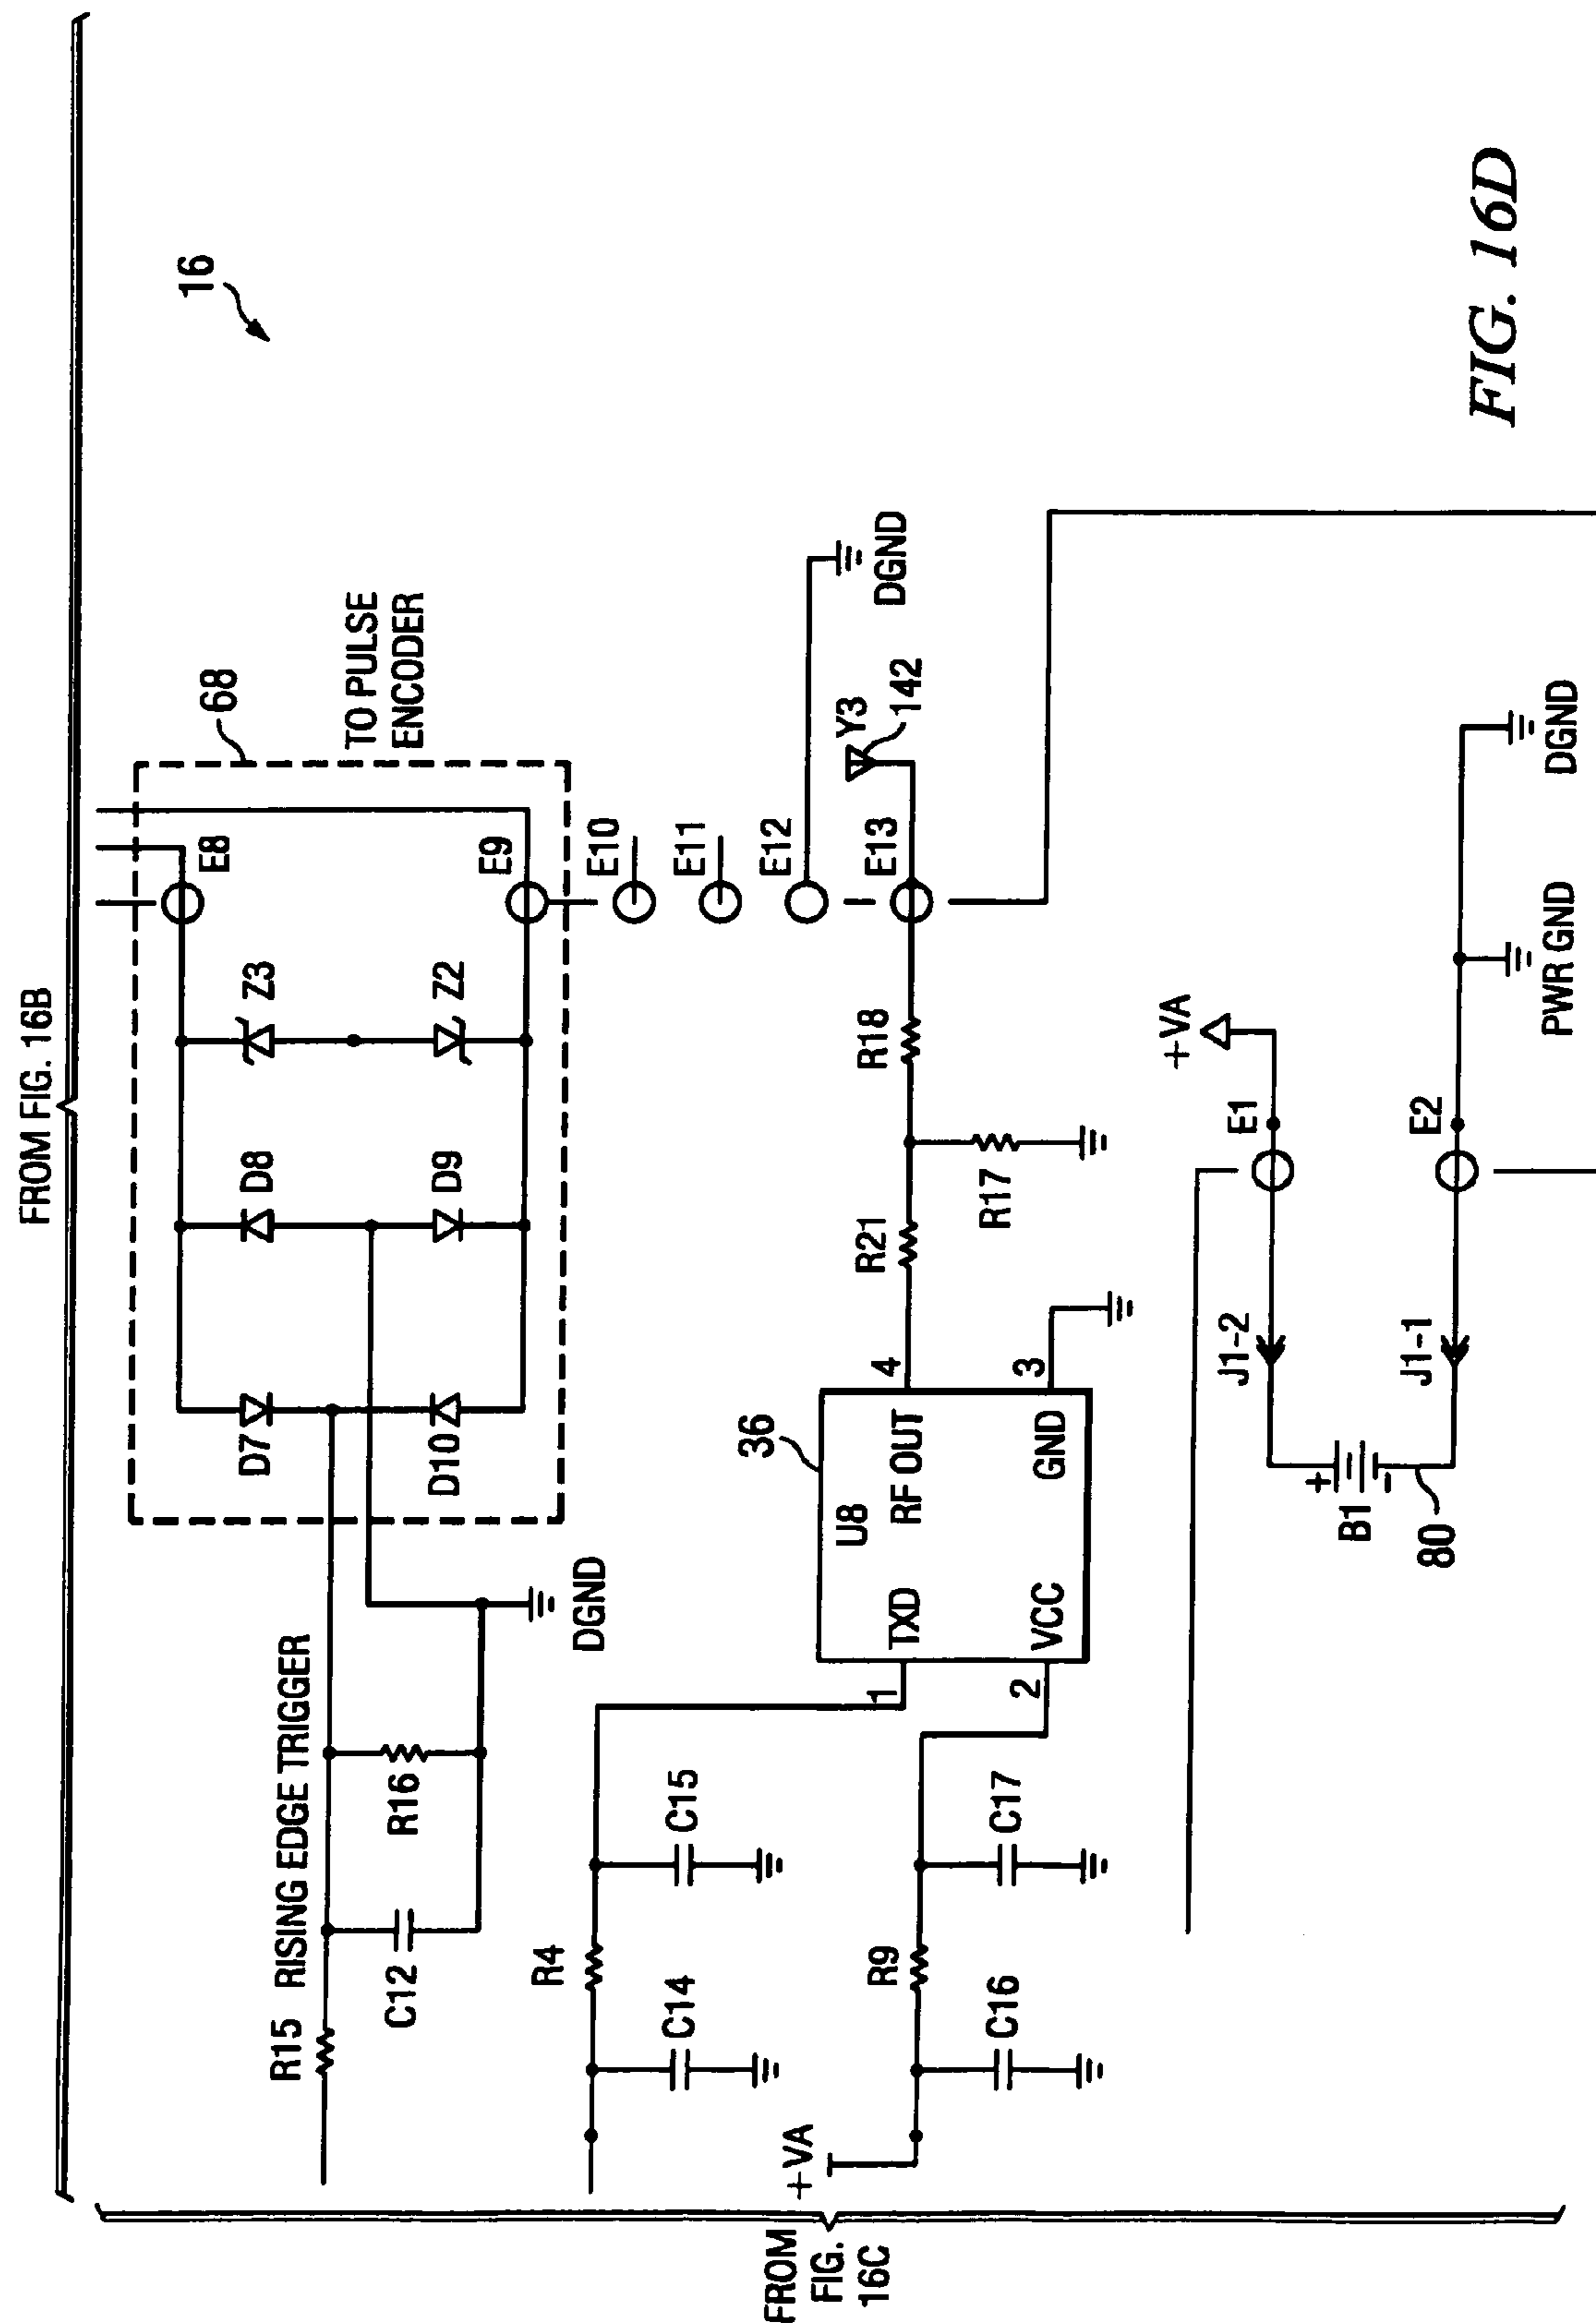 FROM FIG. 16B
16
68
TO PULSE
ENCODER
E8
E9
E10
E11
E12
E13
DGND
Z3
Z2
D8
D9
D7
D10
R15
RISING EDGE TRIGGER
C12
R16
DGND
R4
C14
C15
+VA
R9
C16
C17
1
2
36
U8
TXD
RF OUT
VCC
GND
4
3
R21
R18
R17
Y3
142
+VA
E1
J1-2
B1
+
-
80
J1-1
E2
PWR GND
DGND
FROM
FIG.
16C
FIG. 16D